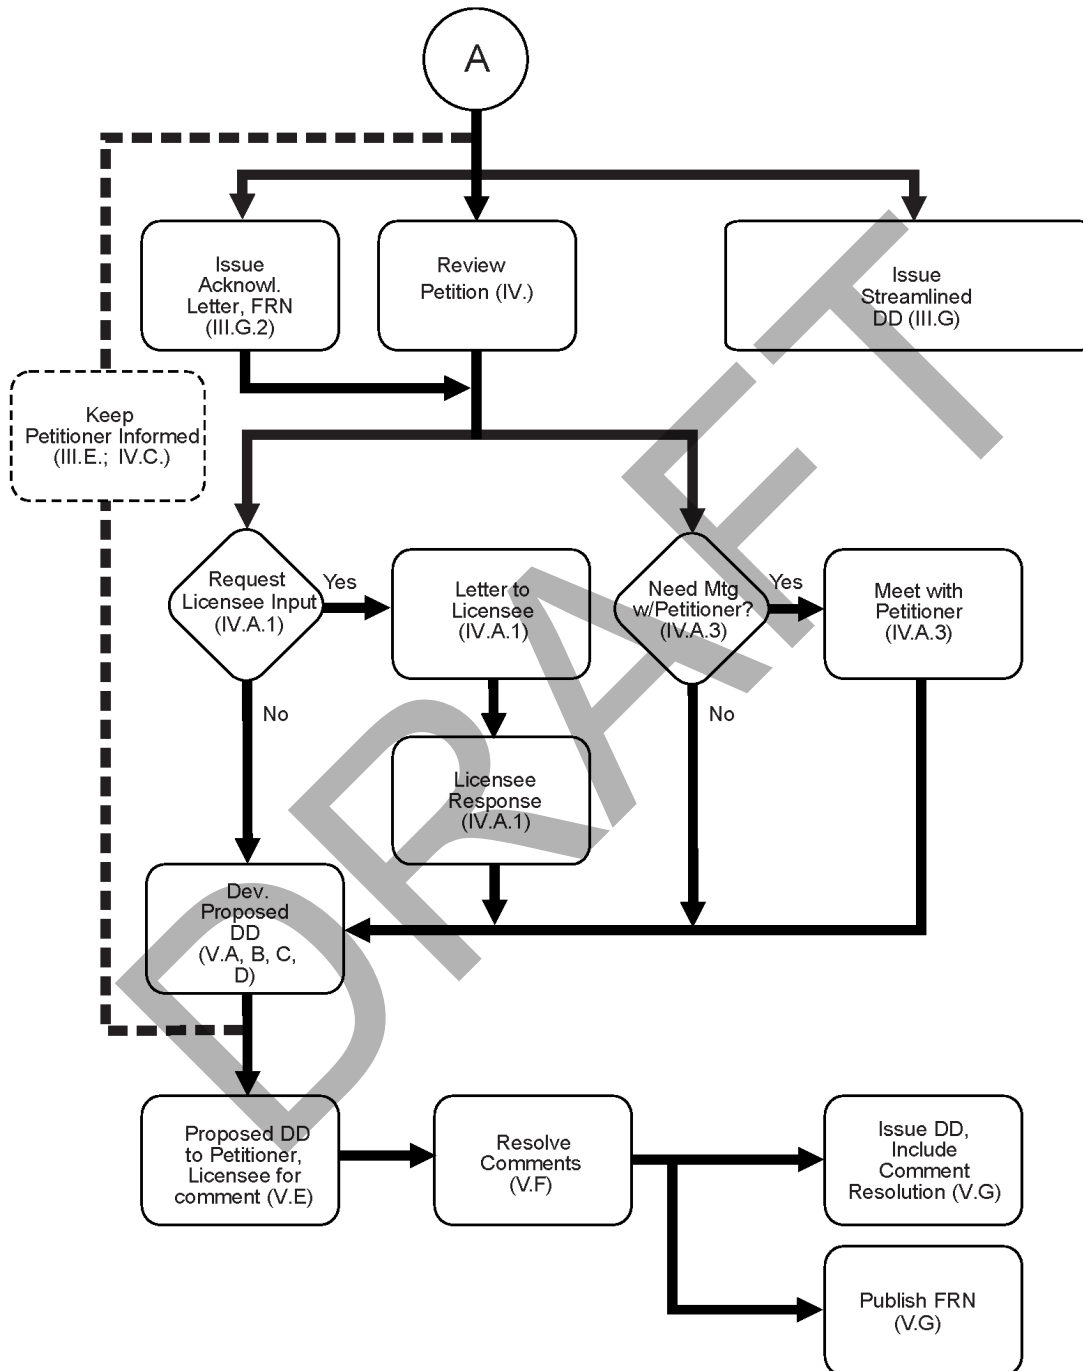 A
Issue
Acknowl.
Letter, FRN
(III.G.2)
Review
Petition (IV.)
Issue
Streamlined
DD (III.G)
Keep
Petitioner Informed
(III.E.; IV.C.)
Request
Licensee Input
(IV.A.1)
Yes
No
Letter to
Licensee
(IV.A.1)
Need Mtg
w/Petitioner?
(IV.A.3)
Yes
No
Meet with
Petitioner
(IV.A.3)
Licensee
Response
(IV.A.1)
Dev.
Proposed
DD
(V.A, B, C,
D)
Proposed DD
to Petitioner,
Licensee for
comment (V.E)
Resolve
Comments
(V.F)
Issue DD,
Include
Comment
Resolution (V.G)
Publish FRN
(V.G)
DRAFT